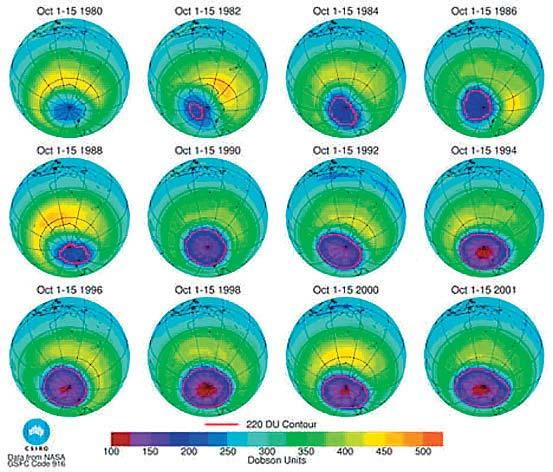 Oct 1-15 1980 Oct 1-15 1982 Oct 1-15 1984 Oct 1-15 1986
Oct 1-15 1988 Oct 1-15 1990 Oct 1-15 1992 Oct 1-15 1994
Oct 1-15 1996 Oct 1-15 1998 Oct 1-15 2000 Oct 1-15 2001
220 DU Contour
CSIRO
Data from NASA
GSFC Code 916
100 150 200 250 300 350 400 450 500
Dobson Units